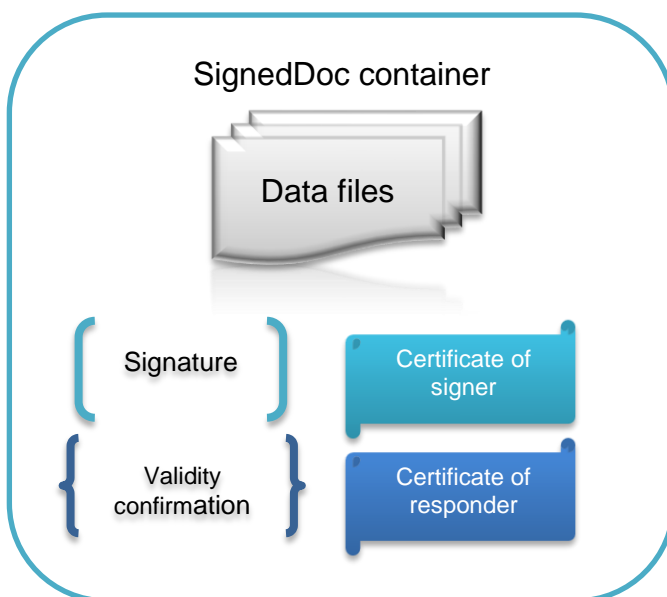 SignedDoc container
Data files
Signature
Certificate of
signer
Validity
confirmation
Certificate of
responder